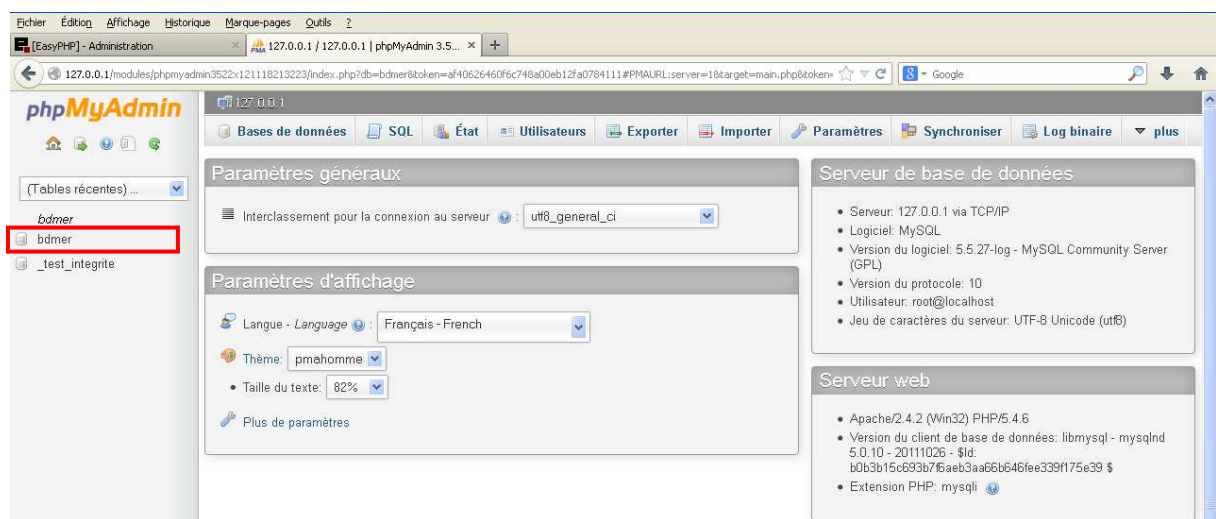 Fichier Édition Affichage Historique Marque-pages Outils ?
[EasyPHP] - Administration
127.0.0.1 / 127.0.0.1 | phpMyAdmin 3.5...
127.0.0.1/modules/phpmyadmin3522x121118213223/index.php?db=bdmer&token=af40626460f6c748a00eb12fa0784111#PMAURL:server=1&target=main.php&token=
Google
phpMyAdmin
(Tables récentes) ...
bdmer
bdmer
_test_integrite
127.0.0.1
Bases de données SQL État Utilisateurs Exporter Importer Paramètres Synchroniser Log binaire plus
Paramètres généraux
Interclassement pour la connexion au serveur : utf8_general_ci
Paramètres d'affichage
Langue - Language : Français - French
Thème: pmahomme
• Taille du texte: 82%
Plus de paramètres
Serveur de base de données
• Serveur: 127.0.0.1 via TCP/IP
• Logiciel: MySQL
• Version du logiciel: 5.5.27-log - MySQL Community Server
(GPL)
• Version du protocole: 10
• Utilisateur: root@localhost
• Jeu de caractères du serveur: UTF-8 Unicode (utf8)
Serveur web
• Apache/2.4.2 (Win32) PHP/5.4.6
• Version du client de base de données: libmysql - mysqlnd
5.0.10 - 20111026 - $Id:
b0b3b15c693b7f6aeb3aa66b646fee339f175e39 $
• Extension PHP: mysqli